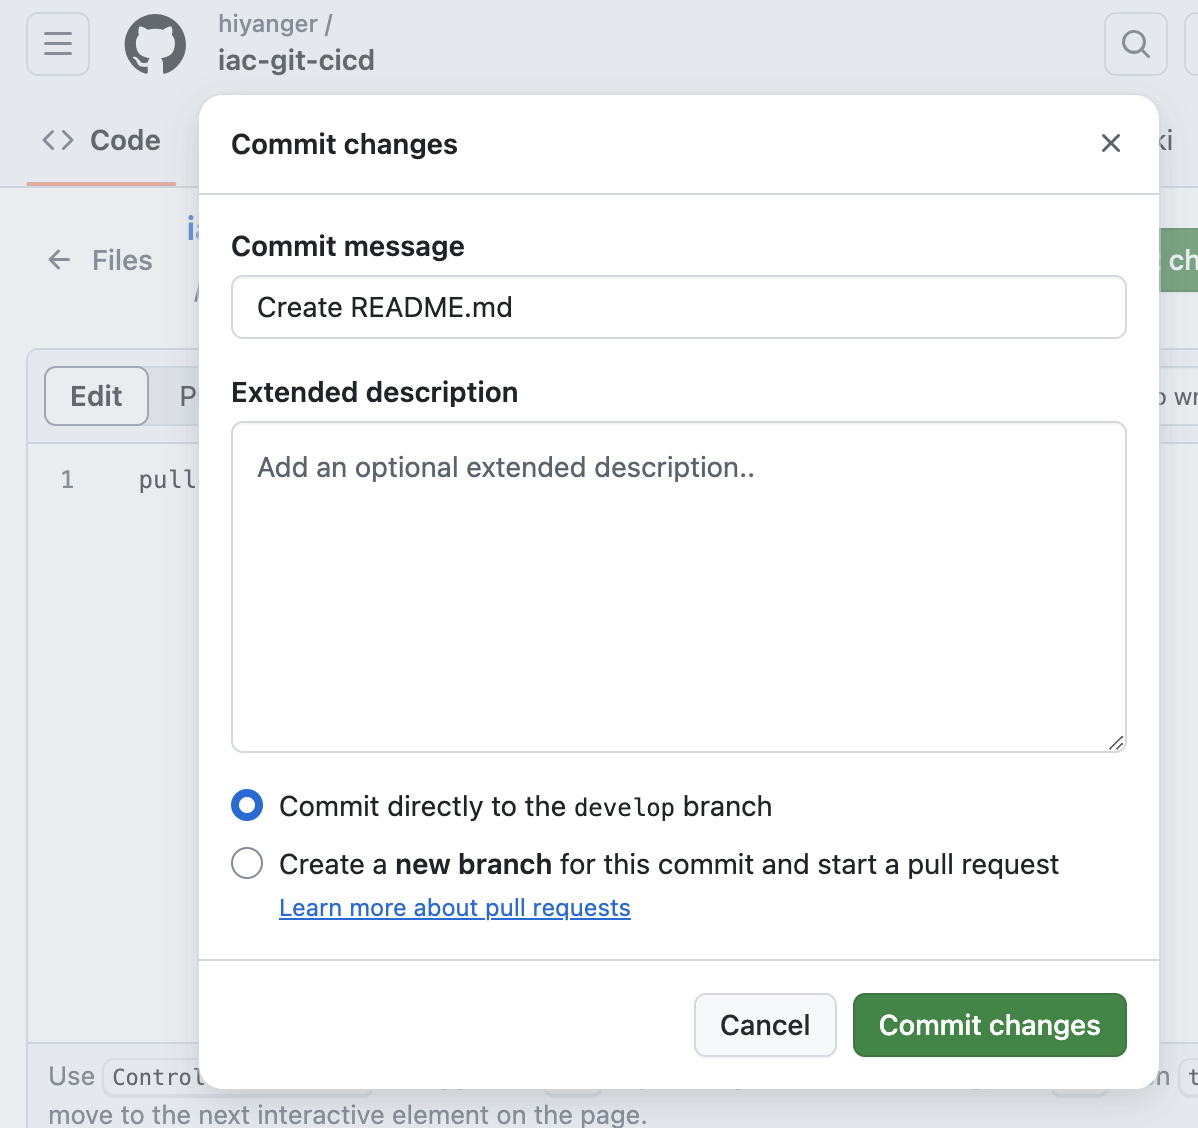 hiyanger /
iac-git-cicd
Code
Commit changes
Files
Commit message
Create README.md
Extended description
Edit
Add an optional extended description..
1 pull
Commit directly to the develop branch
Create a new branch for this commit and start a pull request
Learn more about pull requests
Cancel
Commit changes
Use Control
move to the next interactive element on the page.